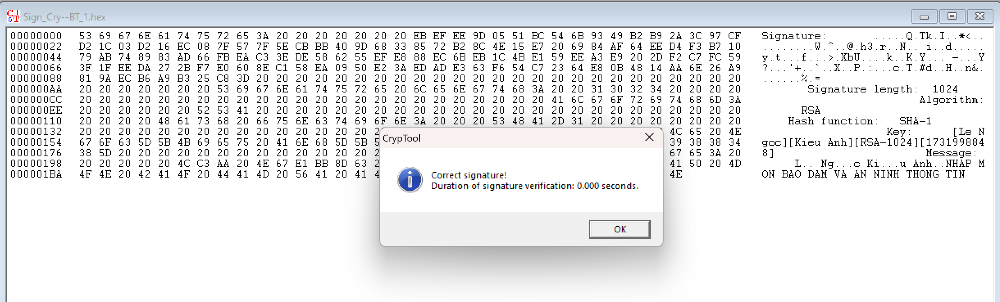 Sign_Cry--BT_1.hex
00000000 53 69 67 6E 61 74 75 72 65 3A 20 20 20 20 20 20 20 EB EF EE 9D 05 51 BC 54 6B 93 49 B2 B9 2A 3C 97 CF Signature: .....Q.Tk.I..*<..
00000022 D2 1C 03 D2 16 EC 08 7F 57 7F 5E CB BB 40 9D 68 33 85 72 B2 8C 4E 15 E7 20 69 84 AF 64 EE D4 F3 B7 10 ........W.^..@.h3.r..N.. i..d.....
00000044 79 AB 74 89 83 AD 66 FB EA C3 3E DE 58 62 55 EF E8 88 EC 6B EB 1C 4B E1 59 EE A3 E9 20 2D F2 C7 FC 59 y.t...f...>.XbU....k..K.Y... -...Y
00000066 3F 1F EE DA 27 2B F7 E0 60 8E C1 58 EA 09 50 E2 3A ED AD E3 63 F6 54 C7 23 64 E8 0B 48 14 AA 6E 26 A9 ?...'+..`..X..P.:...c.T.#d..H..n&.
00000088 81 9A EC B6 A9 B3 25 C8 3D 20 20 20 20 20 20 20 20 20 20 20 20 20 20 20 20 20 20 20 20 20 20 20 20 20 ......%.=
000000AA 20 20 20 20 20 20 20 53 69 67 6E 61 74 75 72 65 20 6C 65 6E 67 74 68 3A 20 20 31 30 32 34 20 20 20 20 Signature length: 1024
000000CC 20 20 20 20 20 20 20 20 20 20 20 20 20 20 20 20 20 20 20 20 20 20 20 20 41 6C 67 6F 72 69 74 68 6D 3A Algorithm:
000000EE 20 20 20 20 20 20 52 53 41 20 20 20 20 20 20 20 20 20 20 20 20 20 20 20 20 20 20 20 20 20 20 20 20 20 RSA
00000110 20 20 20 20 48 61 73 68 20 66 75 6E 63 74 69 6F 6E 3A 20 20 20 53 48 41 2D 31 20 20 20 20 20 20 20 20 Hash function: SHA-1
00000132 20 20 20 20 20 20 20 20 20 20 20 20 20 20 20 4C 65 20 4E Key: [Le N
00000154 67 6F 63 5D 5B 4B 69 65 75 20 41 6E 68 5D 5B 39 38 38 34 goc][Kieu Anh][RSA-1024][173199884
00000176 38 5D 20 20 20 20 20 20 20 20 20 20 20 20 20 67 65 3A 20 8] Message:
00000198 20 20 20 20 20 4C C3 AA 20 4E 67 E1 BB 8D 63 41 50 20 4D L.. Ng...c Ki...u Anh..NHAP M
000001BA 4F 4E 20 42 41 4F 20 44 41 4D 20 56 41 20 41 4E ON BAO DAM VA AN NINH THONG TIN
CrypTool
Correct signature!
Duration of signature verification: 0.000 seconds.
OK